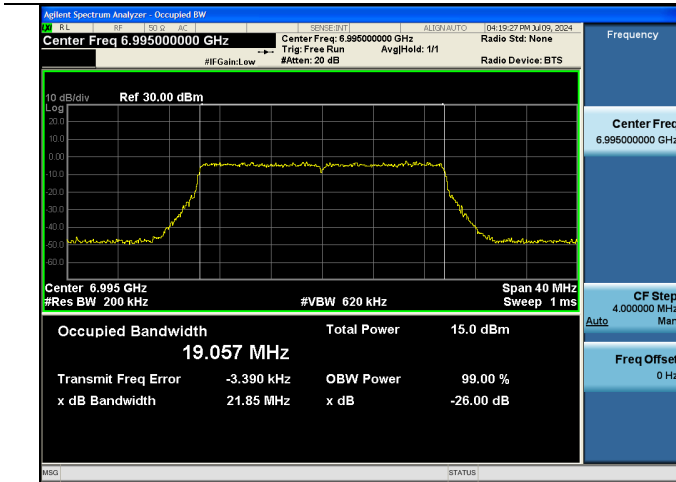 Agilent Spectrum Analyzer - Occupied BW
RL RF 50 Ω AC SENSE:INT ALIGN AUTO 04:19:27 PM Jul 09, 2024
Center Freq 6.995000000 GHz
Center Freq: 6.995000000 GHz
Radio Std: None
Trig: Free Run Avg|Hold: 1/1
#IFGain:Low #Atten: 20 dB Radio Device: BTS
10 dB/div Ref 30.00 dBm
Log
20.0
10.0
0.00
-10.0
-20.0
-30.0
-40.0
-50.0
-60.0
Center 6.995 GHz Span 40 MHz
#Res BW 200 kHz #VBW 620 kHz Sweep 1 ms
Occupied Bandwidth Total Power 15.0 dBm
19.057 MHz
Transmit Freq Error -3.390 kHz OBW Power 99.00 %
x dB Bandwidth 21.85 MHz x dB -26.00 dB
MSG STATUS
Frequency
Center Freq
6.995000000 GHz
CF Step
4.000000 MHz
Auto Man
Freq Offset
0 Hz